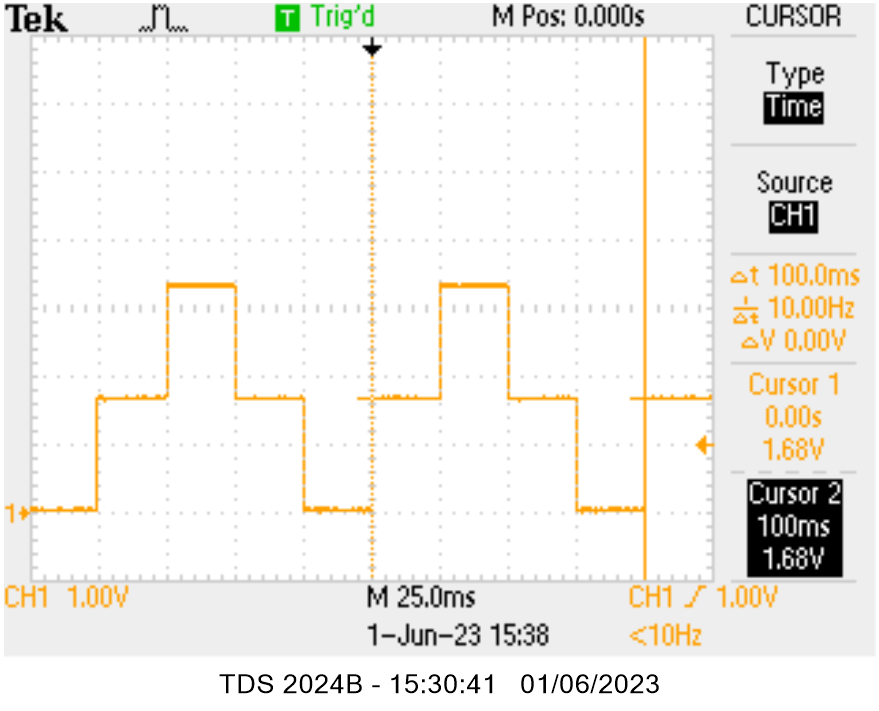 Tek T Trig'd M Pos: 0.000s CURSOR
Type
Time
Source
CH1
△t 100.0ms
1/△t 10.00Hz
△V 0.00V
Cursor 1
0.00s
1.68V
Cursor 2
100ms
1.68V
1
CH1 1.00V M 25.0ms CH1 1.00V
1-Jun-23 15:38 <10Hz
TDS 2024B - 15:30:41 01/06/2023